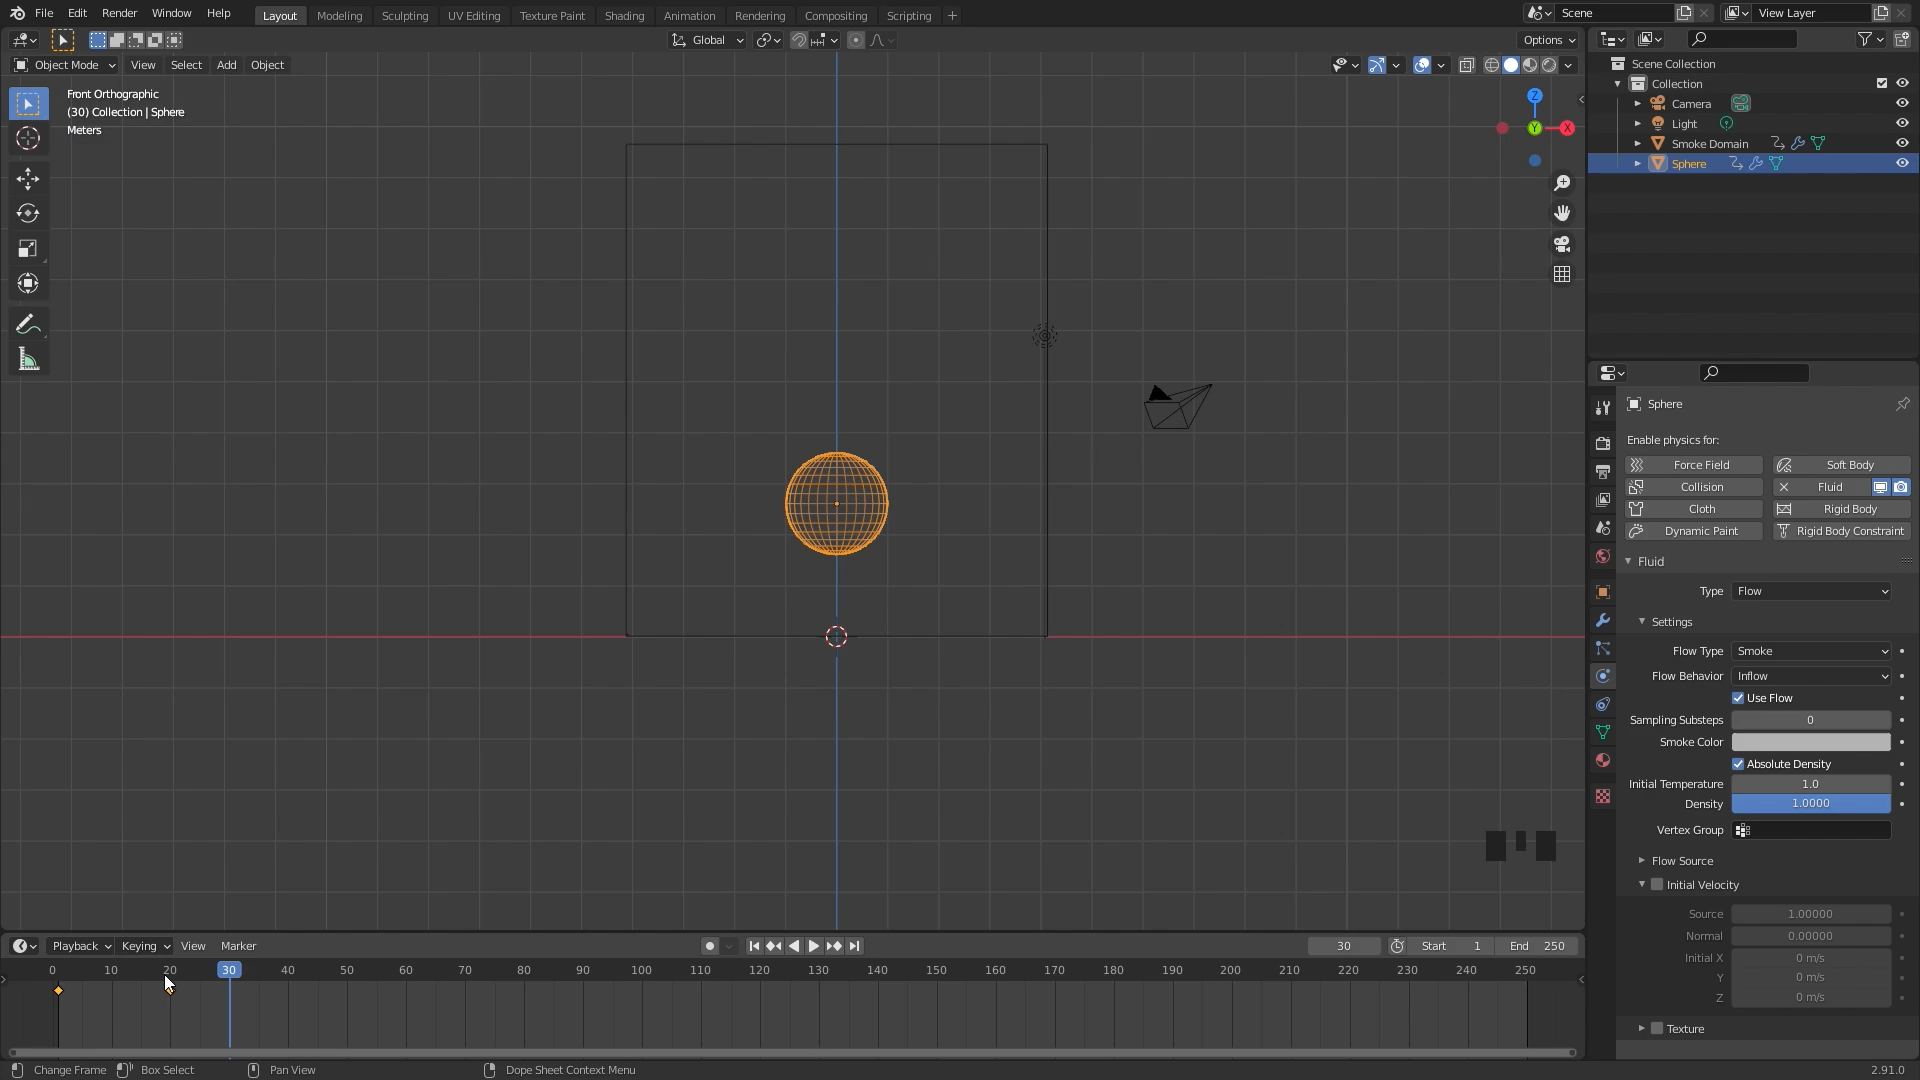 File Edit Render Window Help Layout Modeling Sculpting UV Editing Texture Paint Shading Animation Rendering Compositing Scripting + Scene View Layer
Global Options
Object Mode View Select Add Object
Front Orthographic
(30) Collection | Sphere
Meters
Z
Y
X
Scene Collection
Collection
Camera
Light
Smoke Domain
Sphere
Sphere
Enable physics for:
Force Field Soft Body
Collision Fluid
Cloth Rigid Body
Dynamic Paint Rigid Body Constraint
Fluid
Type Flow
Settings
Flow Type Smoke
Flow Behavior Inflow
Use Flow
Sampling Substeps 0
Smoke Color
Absolute Density
Initial Temperature 1.0
Density 1.0000
Vertex Group
Flow Source
Initial Velocity
Source 1.00000
Normal 0.00000
Initial X 0 m/s
Y 0 m/s
Z 0 m/s
Texture
Playback Keying View Marker 30 Start 1 End 250
0 10 20 30 40 50 60 70 80 90 100 110 120 130 140 150 160 170 180 190 200 210 220 230 240 250
Change Frame Box Select Pan View Dope Sheet Context Menu 2.91.0